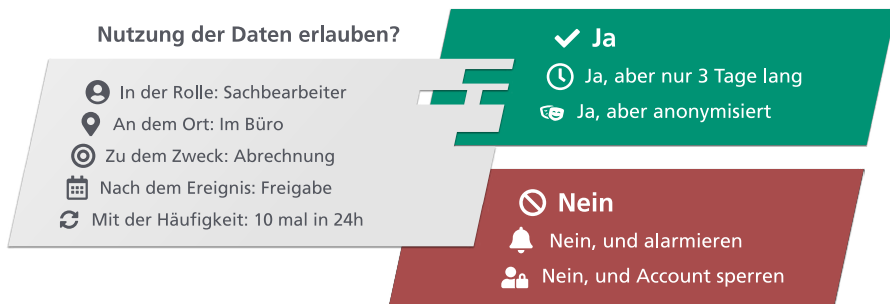 Nutzung der Daten erlauben?
In der Rolle: Sachbearbeiter
An dem Ort: Im Büro
Zu dem Zweck: Abrechnung
Nach dem Ereignis: Freigabe
Mit der Häufigkeit: 10 mal in 24h
Ja
Ja, aber nur 3 Tage lang
Ja, aber anonymisiert
Nein
Nein, und alarmieren
Nein, und Account sperren